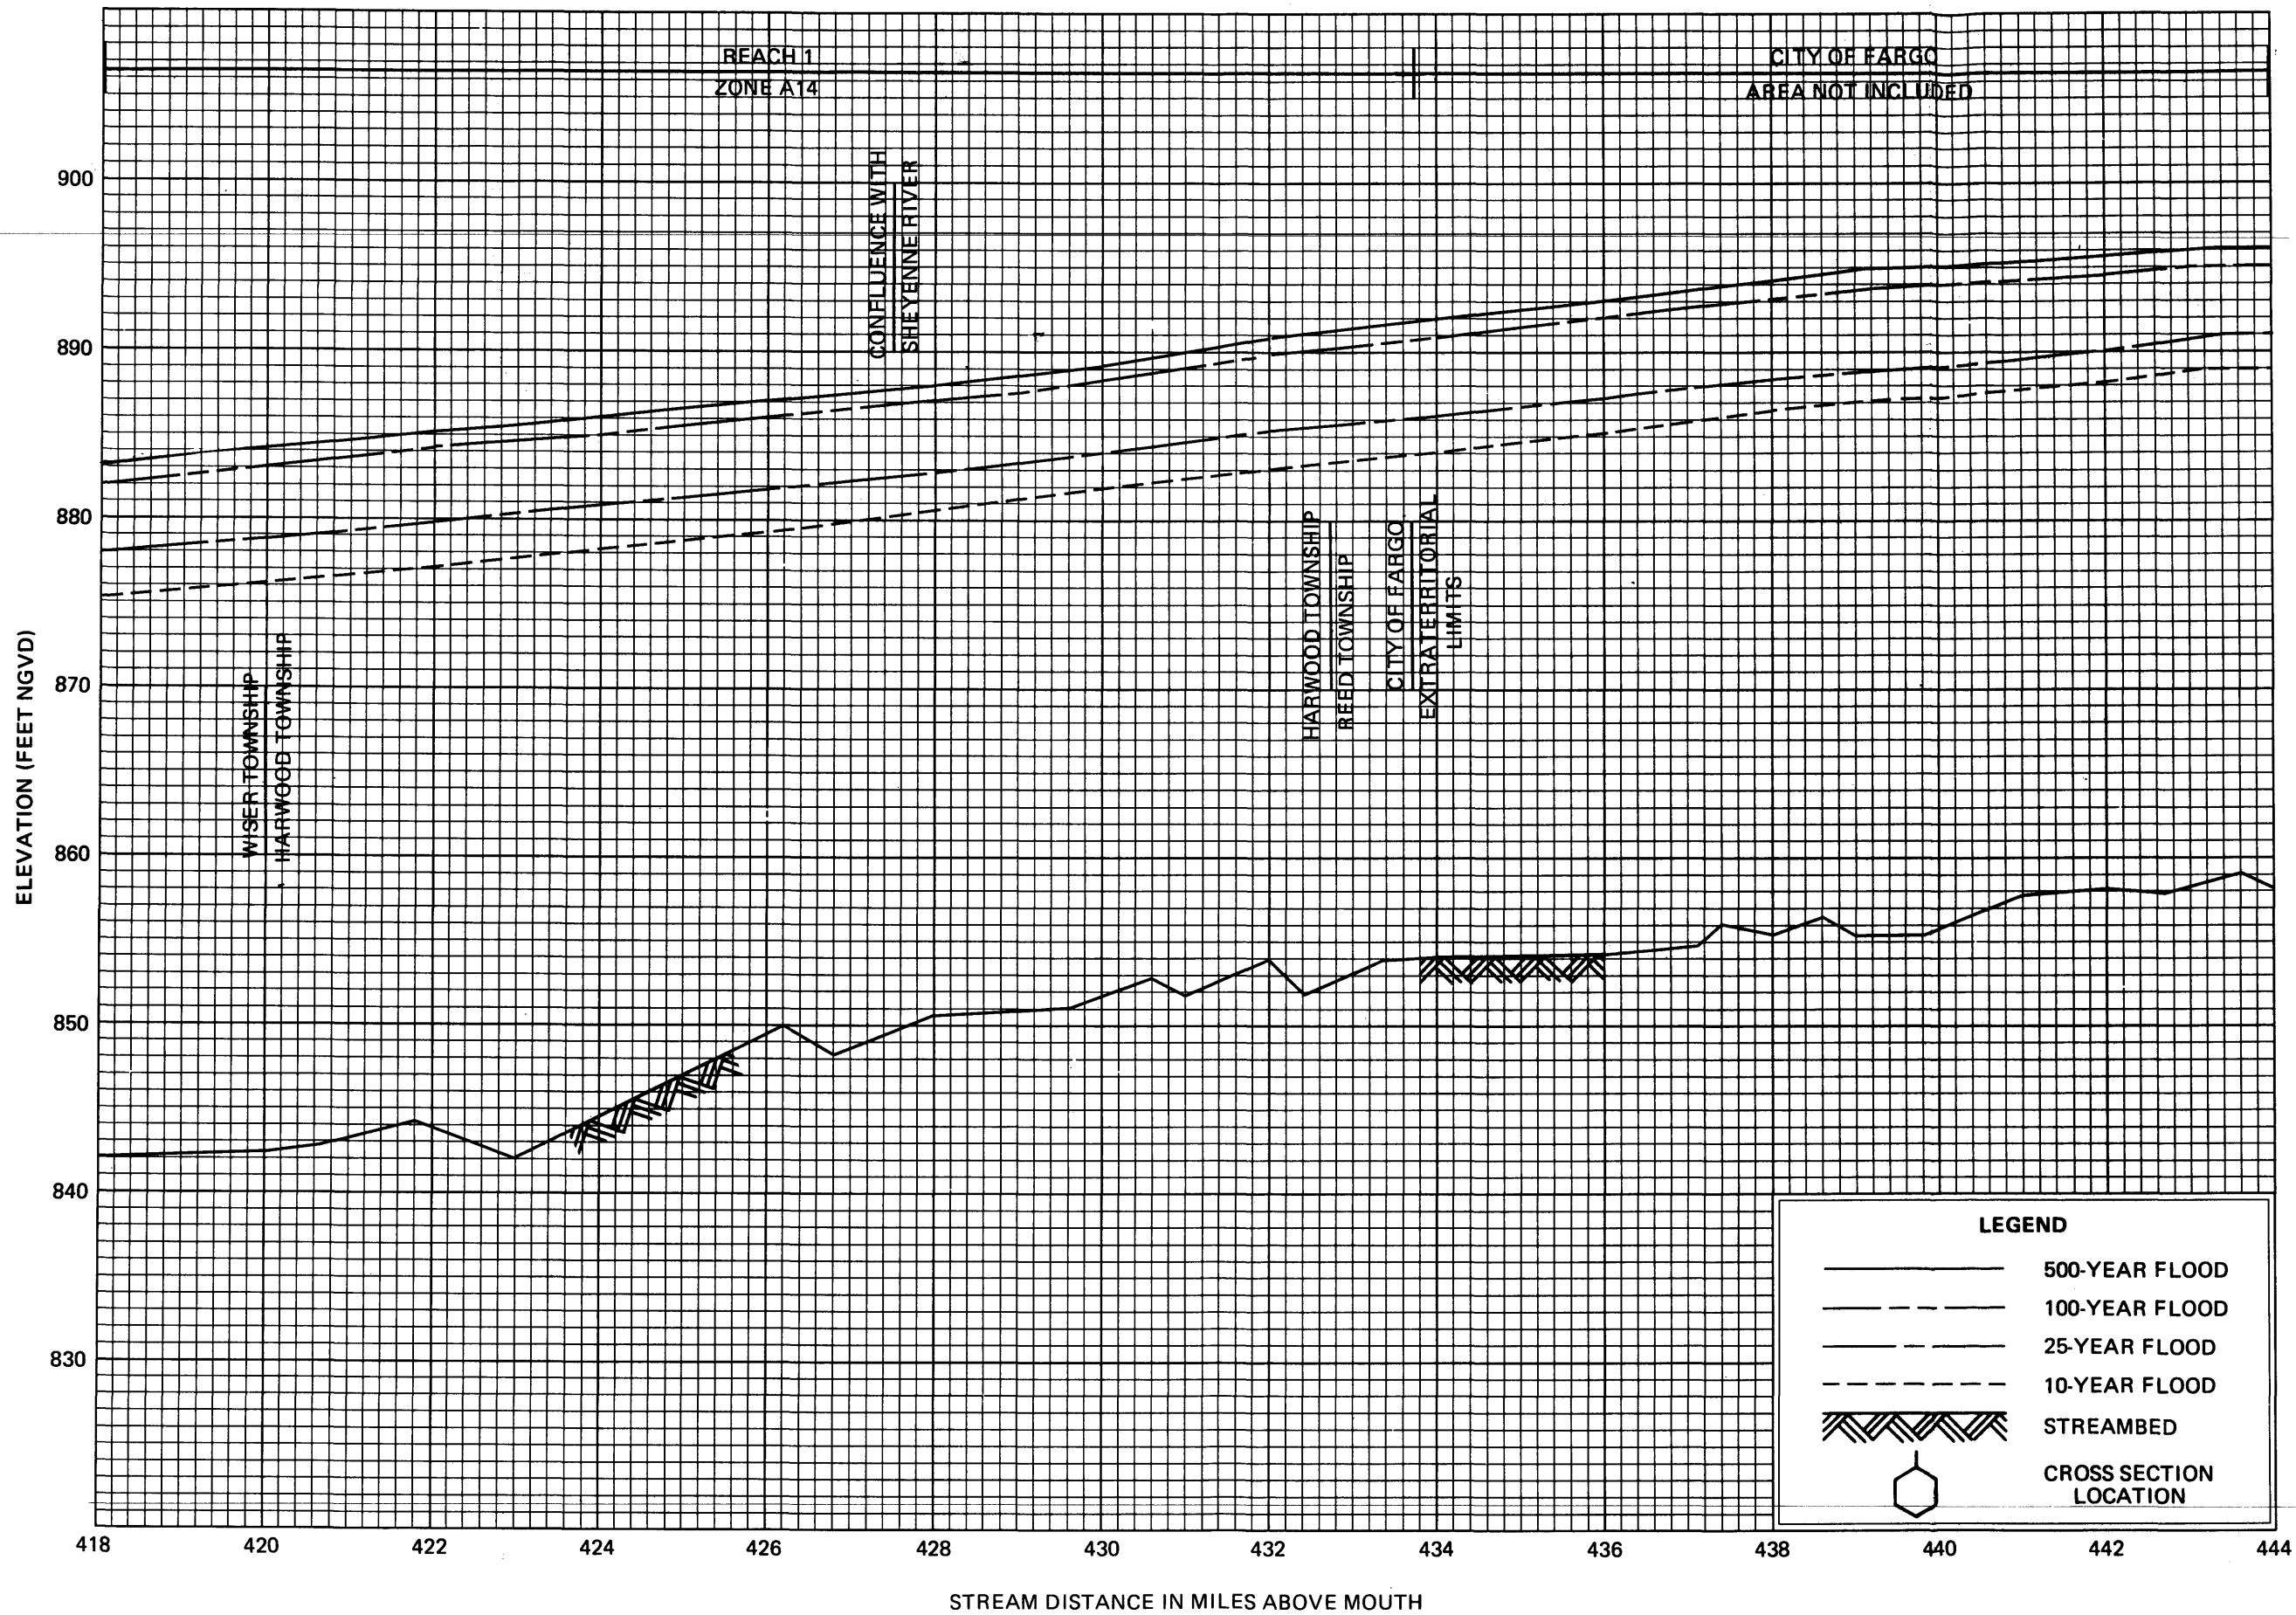 REACH 1
CITY OF FARGO
ZONE A14
AREA NOT INCLUDED
CONFLUENCE WITH
SHEYENNE RIVER
900
890
880
870
860
850
840
830
ELEVATION (FEET NGVD)
WISER TOWNSHIP
HARWOOD TOWNSHIP
HARWOOD TOWNSHIP
REED TOWNSHIP
CITY OF FARGO
EXTRATERRITORIAL
LIMITS
LEGEND
500-YEAR FLOOD
100-YEAR FLOOD
25-YEAR FLOOD
10-YEAR FLOOD
STREAMBED
CROSS SECTION
LOCATION
418 420 422 424 426 428 430 432 434 436 438 440 442 444
STREAM DISTANCE IN MILES ABOVE MOUTH